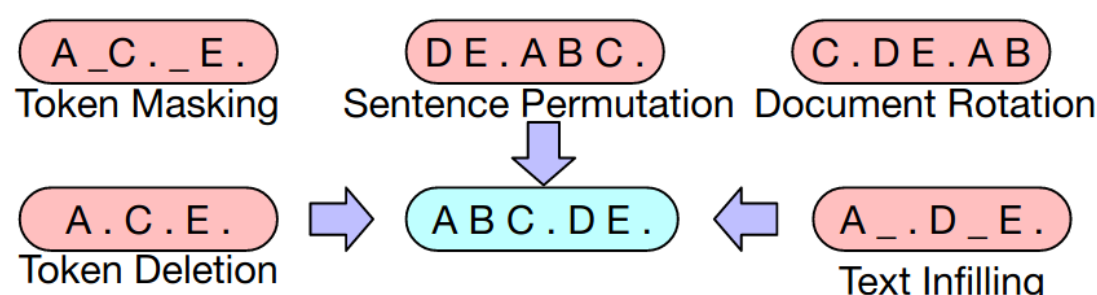 A _C . _ E .
D E . A B C .
C . D E . A B
Token Masking
Sentence Permutation
Document Rotation
A . C . E .
A B C . D E .
A _ . D _ E .
Token Deletion
Text Infilling